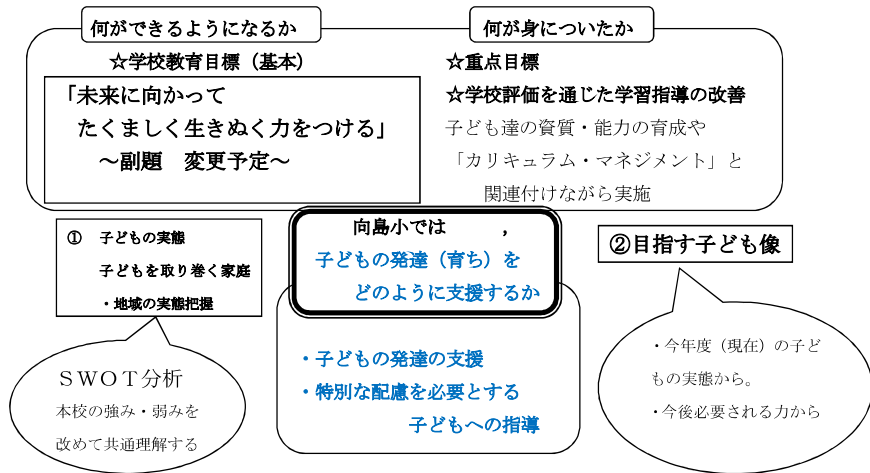 何ができるようになるか
☆学校教育目標（基本）
「未来に向かって
たくましく生きぬく力をつける」
～副題　変更予定～
何が身についたか
☆重点目標
☆学校評価を通じた学習指導の改善
子ども達の資質・能力の育成や
「カリキュラム・マネジメント」と
関連付けながら実施
①　子どもの実態
子どもを取り巻く家庭
・地域の実態把握
ＳＷＯＴ分析
本校の強み・弱みを
改めて共通理解する
向島小では　　，
子どもの発達（育ち）を
どのように支援するか
・子どもの発達の支援
・特別な配慮を必要とする
子どもへの指導
②目指す子ども像
・今年度（現在）の子ど
もの実態から。
・今後必要される力から